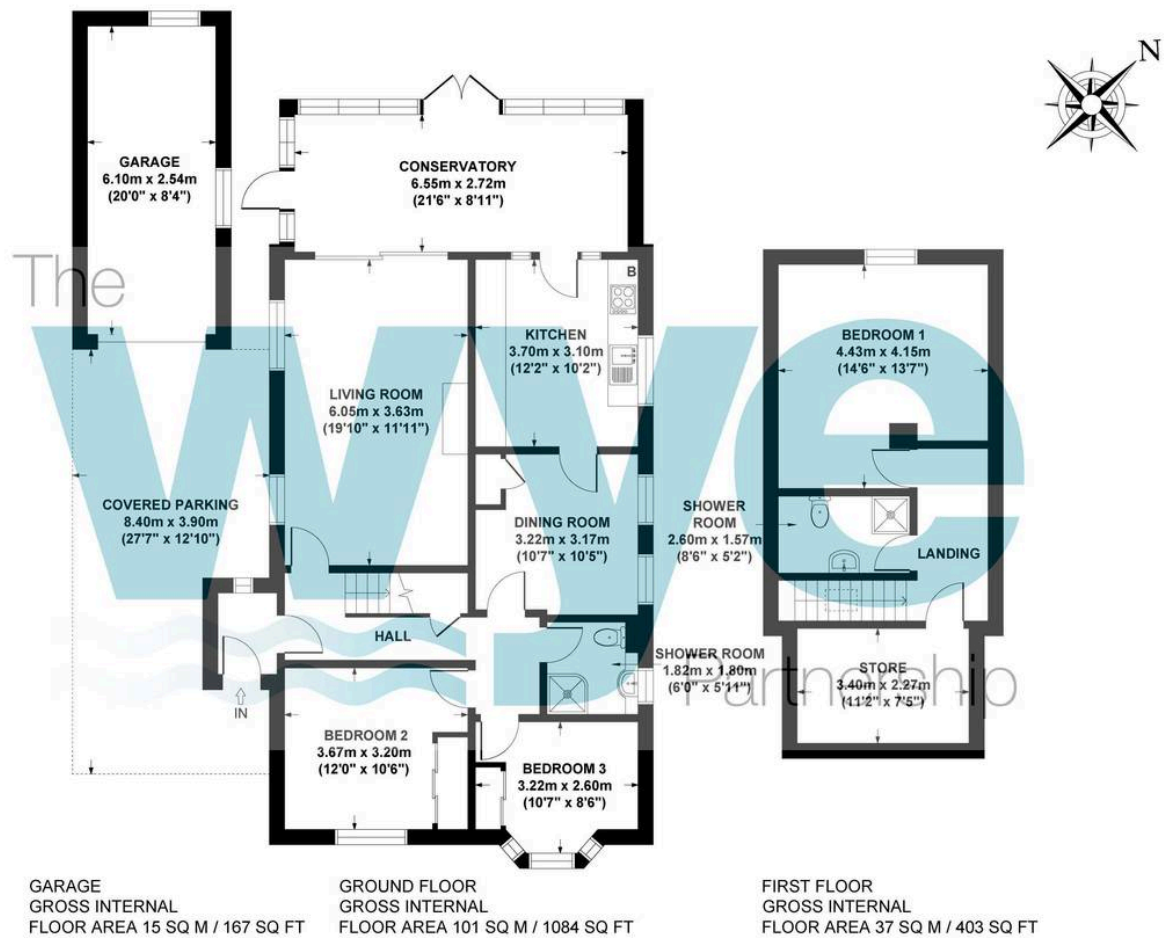 N
GARAGE
6.10m x 2.54m
(20'0" x 8'4")
CONSERVATORY
6.55m x 2.72m
(21'6" x 8'11")
The
wye
Partnership
B
KITCHEN
3.70m x 3.10m
(12'2" x 10'2")
LIVING ROOM
6.05m x 3.63m
(19'10" x 11'11")
BEDROOM 1
4.43m x 4.15m
(14'6" x 13'7")
COVERED PARKING
8.40m x 3.90m
(27'7" x 12'10")
DINING ROOM
3.22m x 3.17m
(10'7" x 10'5")
SHOWER
ROOM
2.60m x 1.57m
(8'6" x 5'2")
LANDING
HALL
SHOWER ROOM
1.82m x 1.80m
(6'0" x 5'11")
STORE
3.40m x 2.27m
(11'2" x 7'5")
IN
BEDROOM 2
3.67m x 3.20m
(12'0" x 10'6")
BEDROOM 3
3.22m x 2.60m
(10'7" x 8'6")
GARAGE
GROSS INTERNAL
FLOOR AREA 15 SQ M / 167 SQ FT
GROUND FLOOR
GROSS INTERNAL
FLOOR AREA 101 SQ M / 1084 SQ FT
FIRST FLOOR
GROSS INTERNAL
FLOOR AREA 37 SQ M / 403 SQ FT